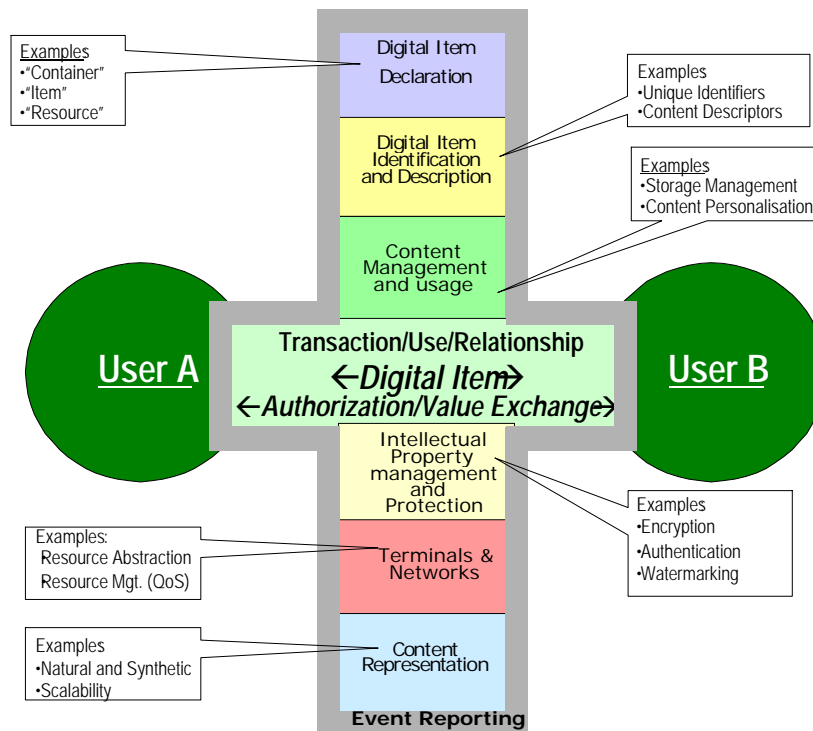 Digital Item
Declaration
Examples
•"Container"
•"Item"
•"Resource"
Digital Item
Identification
and Description
Examples
•Unique Identifiers
•Content Descriptors
Examples
•Storage Management
•Content Personalisation
Content
Management
and usage
User A
Transaction/Use/Relationship
←Digital Item→
←Authorization/Value Exchange→
User B
Intellectual
Property
management
and
Protection
Examples
•Encryption
•Authentication
•Watermarking
Examples:
•Resource Abstraction
•Resource Mgt. (QoS)
Terminals &
Networks
Examples
•Natural and Synthetic
•Scalability
Content
Representation
Event Reporting